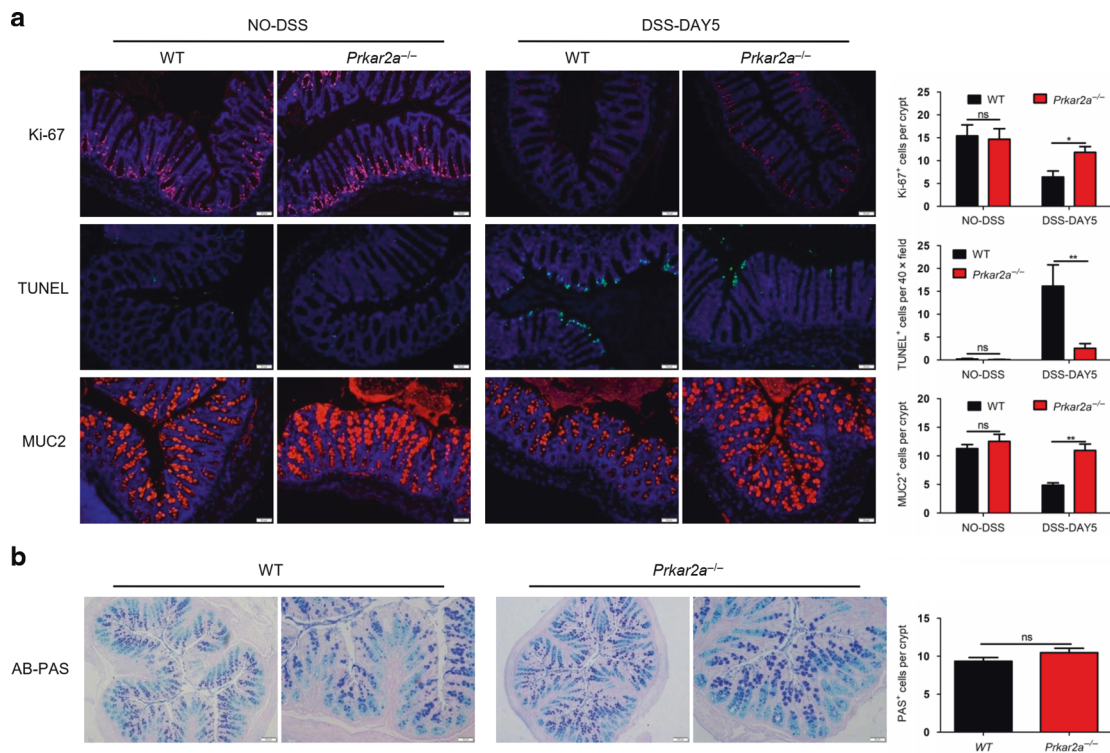 a
NO-DSS
DSS-DAY5
WT
Prkar2a⁻/⁻
WT
Prkar2a⁻/⁻
Ki-67
TUNEL
MUC2
Ki-67⁺ cells per crypt
25
20
15
10
5
0
WT
Prkar2a⁻/⁻
ns
*
NO-DSS
DSS-DAY5
TUNEL⁺ cells per 40 × field
25
20
15
10
5
0
WT
Prkar2a⁻/⁻
ns
**
NO-DSS
DSS-DAY5
MUC2⁺ cells per crypt
20
15
10
5
0
WT
Prkar2a⁻/⁻
ns
**
NO-DSS
DSS-DAY5
b
WT
Prkar2a⁻/⁻
AB-PAS
PAS⁺ cells per crypt
15
10
5
0
ns
WT
Prkar2a⁻/⁻